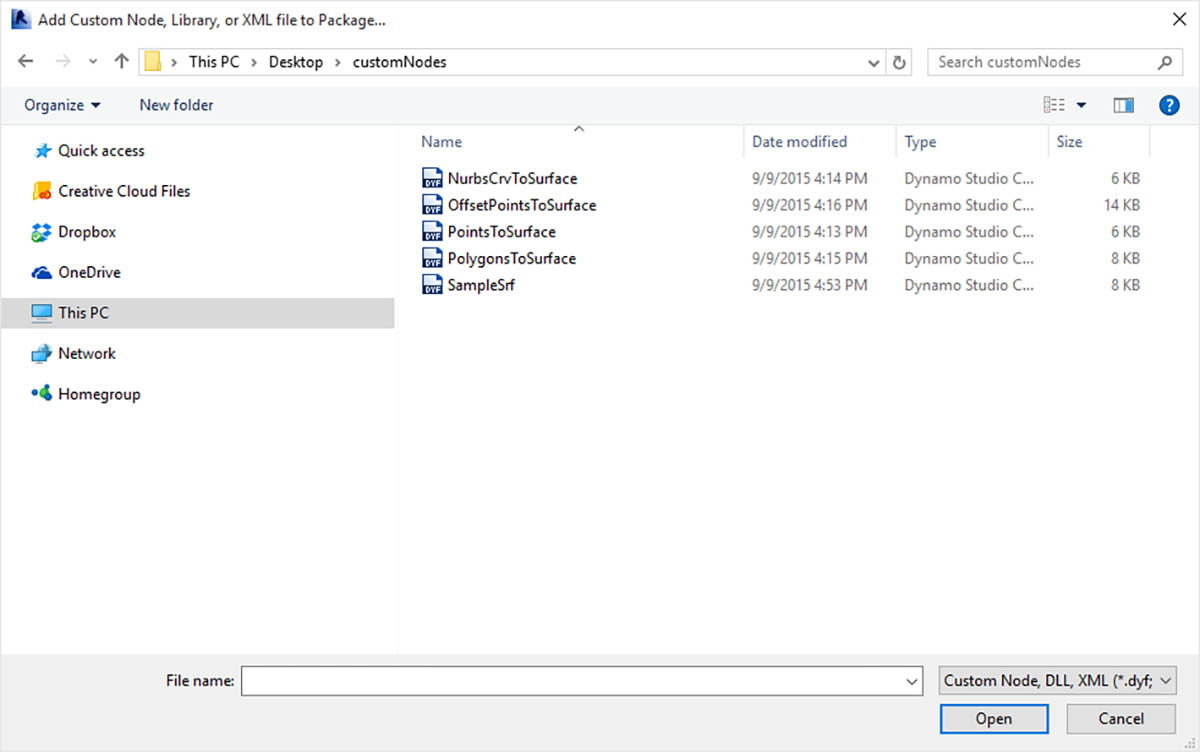 Add Custom Node, Library, or XML file to Package...
This PC > Desktop > customNodes Search customNodes
Organize New folder ?
Name Date modified Type Size
Quick access
Creative Cloud Files
Dropbox
OneDrive
This PC
Network
Homegroup
DYF NurbsCrvToSurface 9/9/2015 4:14 PM Dynamo Studio C... 6 KB
DYF OffsetPointsToSurface 9/9/2015 4:16 PM Dynamo Studio C... 14 KB
DYF PointsToSurface 9/9/2015 4:13 PM Dynamo Studio C... 6 KB
DYF PolygonsToSurface 9/9/2015 4:15 PM Dynamo Studio C... 8 KB
DYF SampleSrf 9/9/2015 4:53 PM Dynamo Studio C... 8 KB
File name: Custom Node, DLL, XML (*.dyf;
Open Cancel